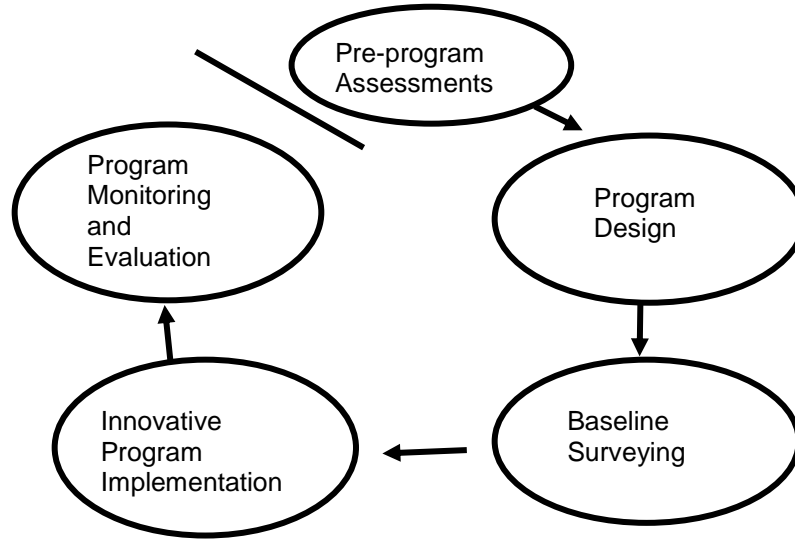 Pre-program
Assessments
Program
Design
Baseline
Surveying
Innovative
Program
Implementation
Program
Monitoring
and
Evaluation